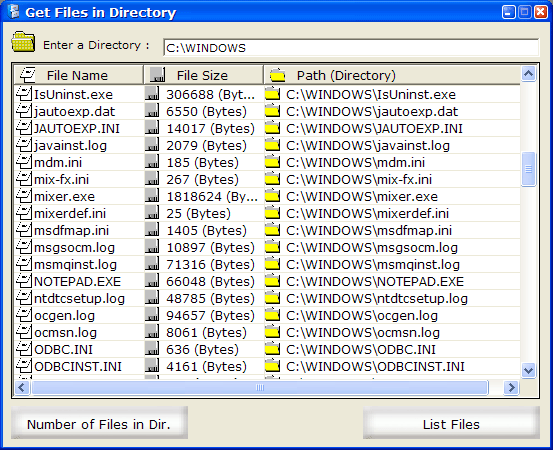 Get Files in Directory
Enter a Directory : C:\WINDOWS
File Name File Size Path (Directory)
IsUninst.exe 306688 (Byt... C:\WINDOWS\IsUninst.exe
jautoexp.dat 6550 (Bytes) C:\WINDOWS\jautoexp.dat
JAUTOEXP.INI 14017 (Bytes) C:\WINDOWS\JAUTOEXP.INI
javainst.log 2079 (Bytes) C:\WINDOWS\javainst.log
mdm.ini 185 (Bytes) C:\WINDOWS\mdm.ini
mix-fx.ini 267 (Bytes) C:\WINDOWS\mix-fx.ini
mixer.exe 1818624 (By... C:\WINDOWS\mixer.exe
mixerdef.ini 25 (Bytes) C:\WINDOWS\mixerdef.ini
msdfmap.ini 1405 (Bytes) C:\WINDOWS\msdfmap.ini
msgsocm.log 10897 (Bytes) C:\WINDOWS\msgsocm.log
msmqinst.log 71316 (Bytes) C:\WINDOWS\msmqinst.log
NOTEPAD.EXE 66048 (Bytes) C:\WINDOWS\NOTEPAD.EXE
ntdtcsetup.log 48785 (Bytes) C:\WINDOWS\ntdtcsetup.log
ocgen.log 94657 (Bytes) C:\WINDOWS\ocgen.log
ocmsn.log 8061 (Bytes) C:\WINDOWS\ocmsn.log
ODBC.INI 636 (Bytes) C:\WINDOWS\ODBC.INI
ODBCINST.INI 4161 (Bytes) C:\WINDOWS\ODBCINST.INI
Number of Files in Dir. List Files